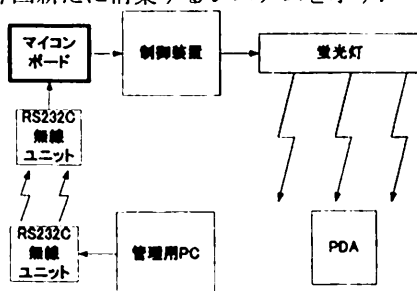 マイコン
ボード
制御装置
蛍光灯
RS232C
無線
ユニット
RS232C
無線
ユニット
管理用PC
PDA